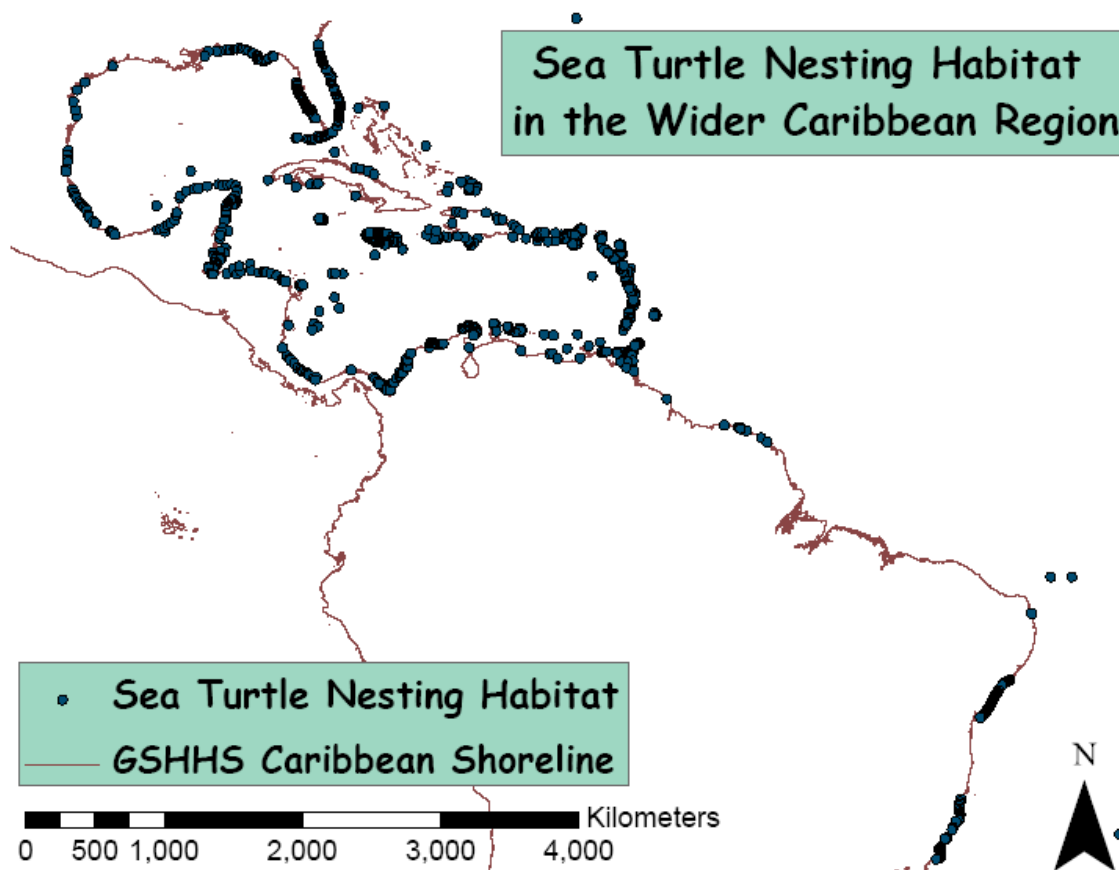 Sea Turtle Nesting Habitat
in the Wider Caribbean Region
Sea Turtle Nesting Habitat
GSHHS Caribbean Shoreline
Kilometers
0 500 1,000 2,000 3,000 4,000
N